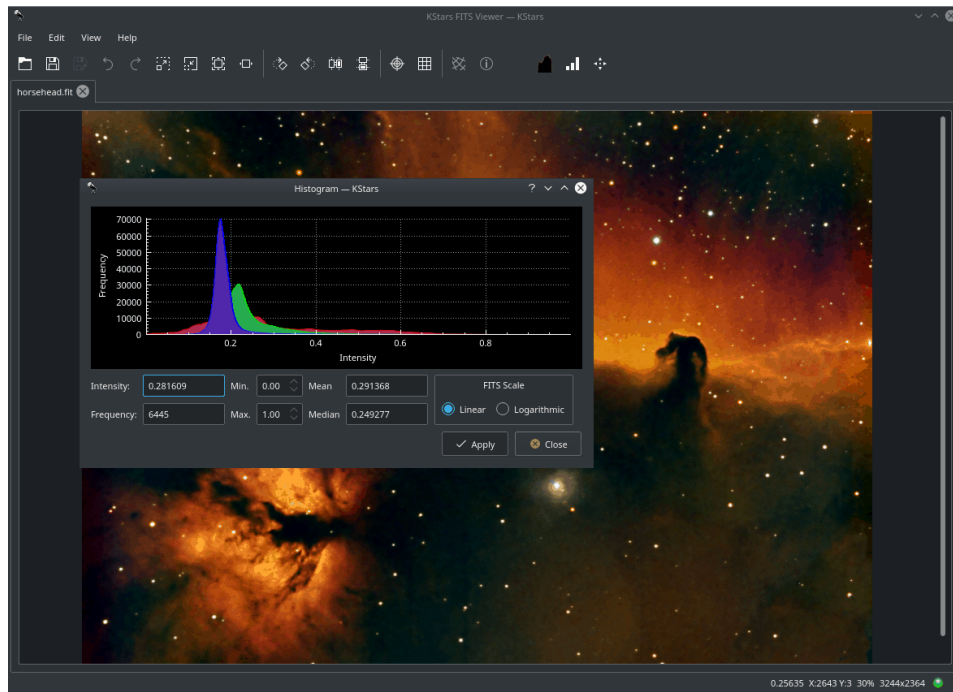 KStars FITS Viewer — KStars
File Edit View Help
horsehead.fit
Histogram — KStars
?
70000
60000
50000
40000
30000
20000
10000
0
Frequency
0.2 0.4 0.6 0.8
Intensity
Intensity: 0.281609 Min. 0.00 Mean 0.291368 FITS Scale
Frequency: 6445 Max. 1.00 Median 0.249277 Linear Logarithmic
Apply Close
0.25635 X:2643 Y:3 30% 3244x2364